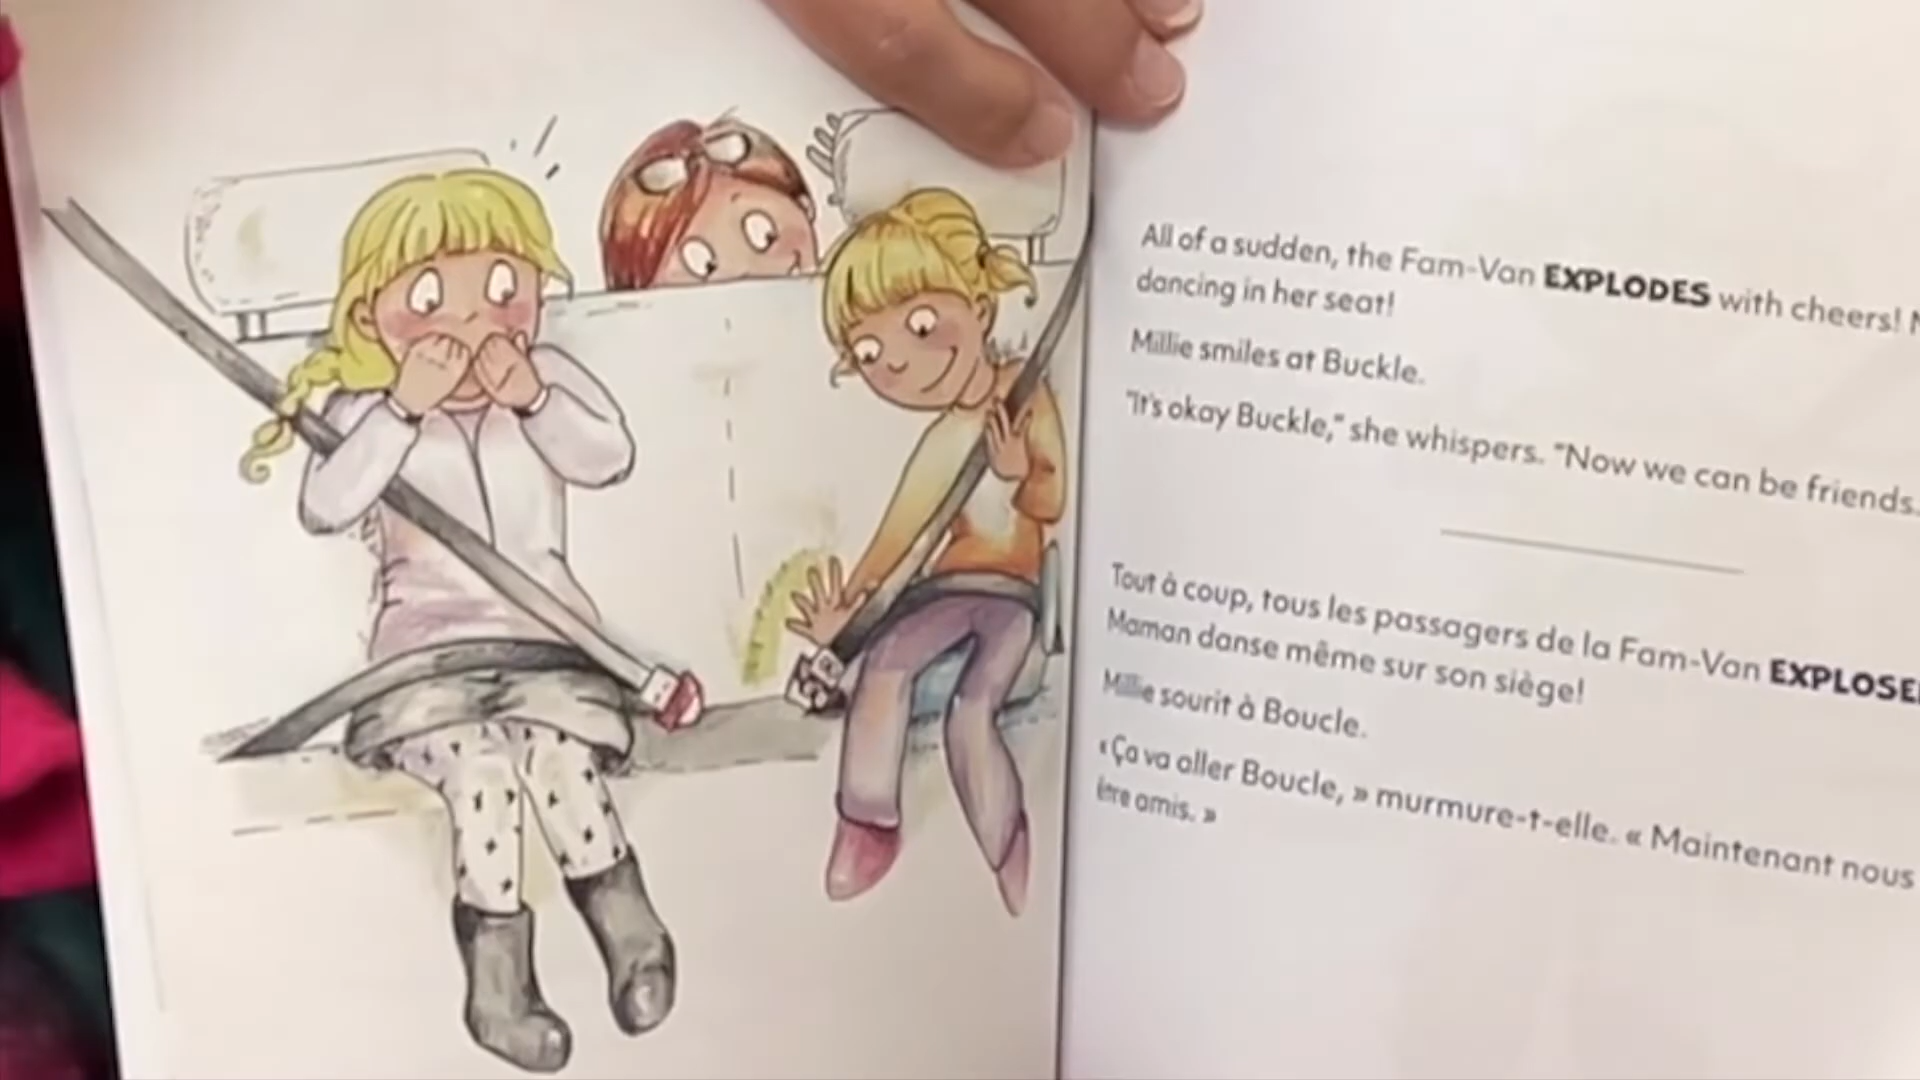 All of a sudden, the Fam-Van EXPLODES with cheers!
dancing in her seat!
Millie smiles at Buckle.
"It's okay Buckle," she whispers. "Now we can be friends.
Tout à coup, tous les passagers de la Fam-Van
Maman danse même sur son siège!
Millie sourit à Boucle.
« Ça va aller Boucle, » murmure-t-elle. « Maintenant nous
être amis. »